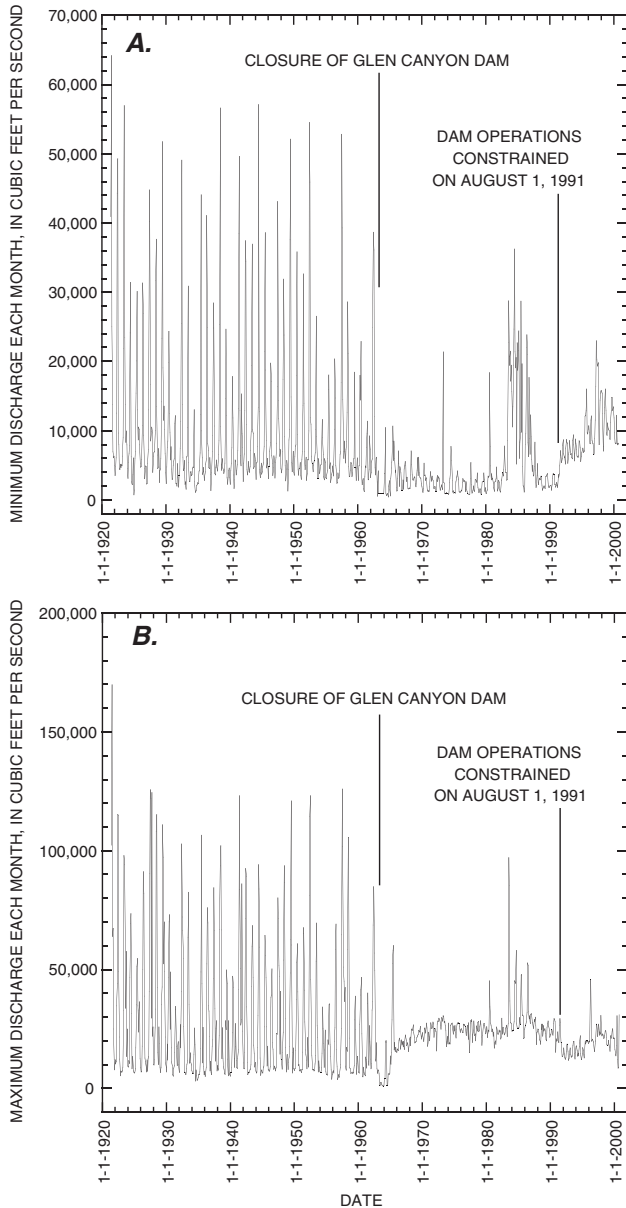 A.
MINIMUM DISCHARGE EACH MONTH, IN CUBIC FEET PER SECOND
70,000
60,000
50,000
40,000
30,000
20,000
10,000
0
CLOSURE OF GLEN CANYON DAM
DAM OPERATIONS
CONSTRAINED
ON AUGUST 1, 1991
1-1-1920
1-1-1930
1-1-1940
1-1-1950
1-1-1960
1-1-1970
1-1-1980
1-1-1990
1-1-2000
B.
MAXIMUM DISCHARGE EACH MONTH, IN CUBIC FEET PER SECOND
200,000
150,000
100,000
50,000
0
CLOSURE OF GLEN CANYON DAM
DAM OPERATIONS
CONSTRAINED
ON AUGUST 1, 1991
1-1-1920
1-1-1930
1-1-1940
1-1-1950
1-1-1960
1-1-1970
1-1-1980
1-1-1990
1-1-2000
DATE